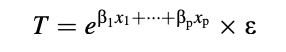 T = e^{β₁x₁+⋯+βₚxₚ} × ε